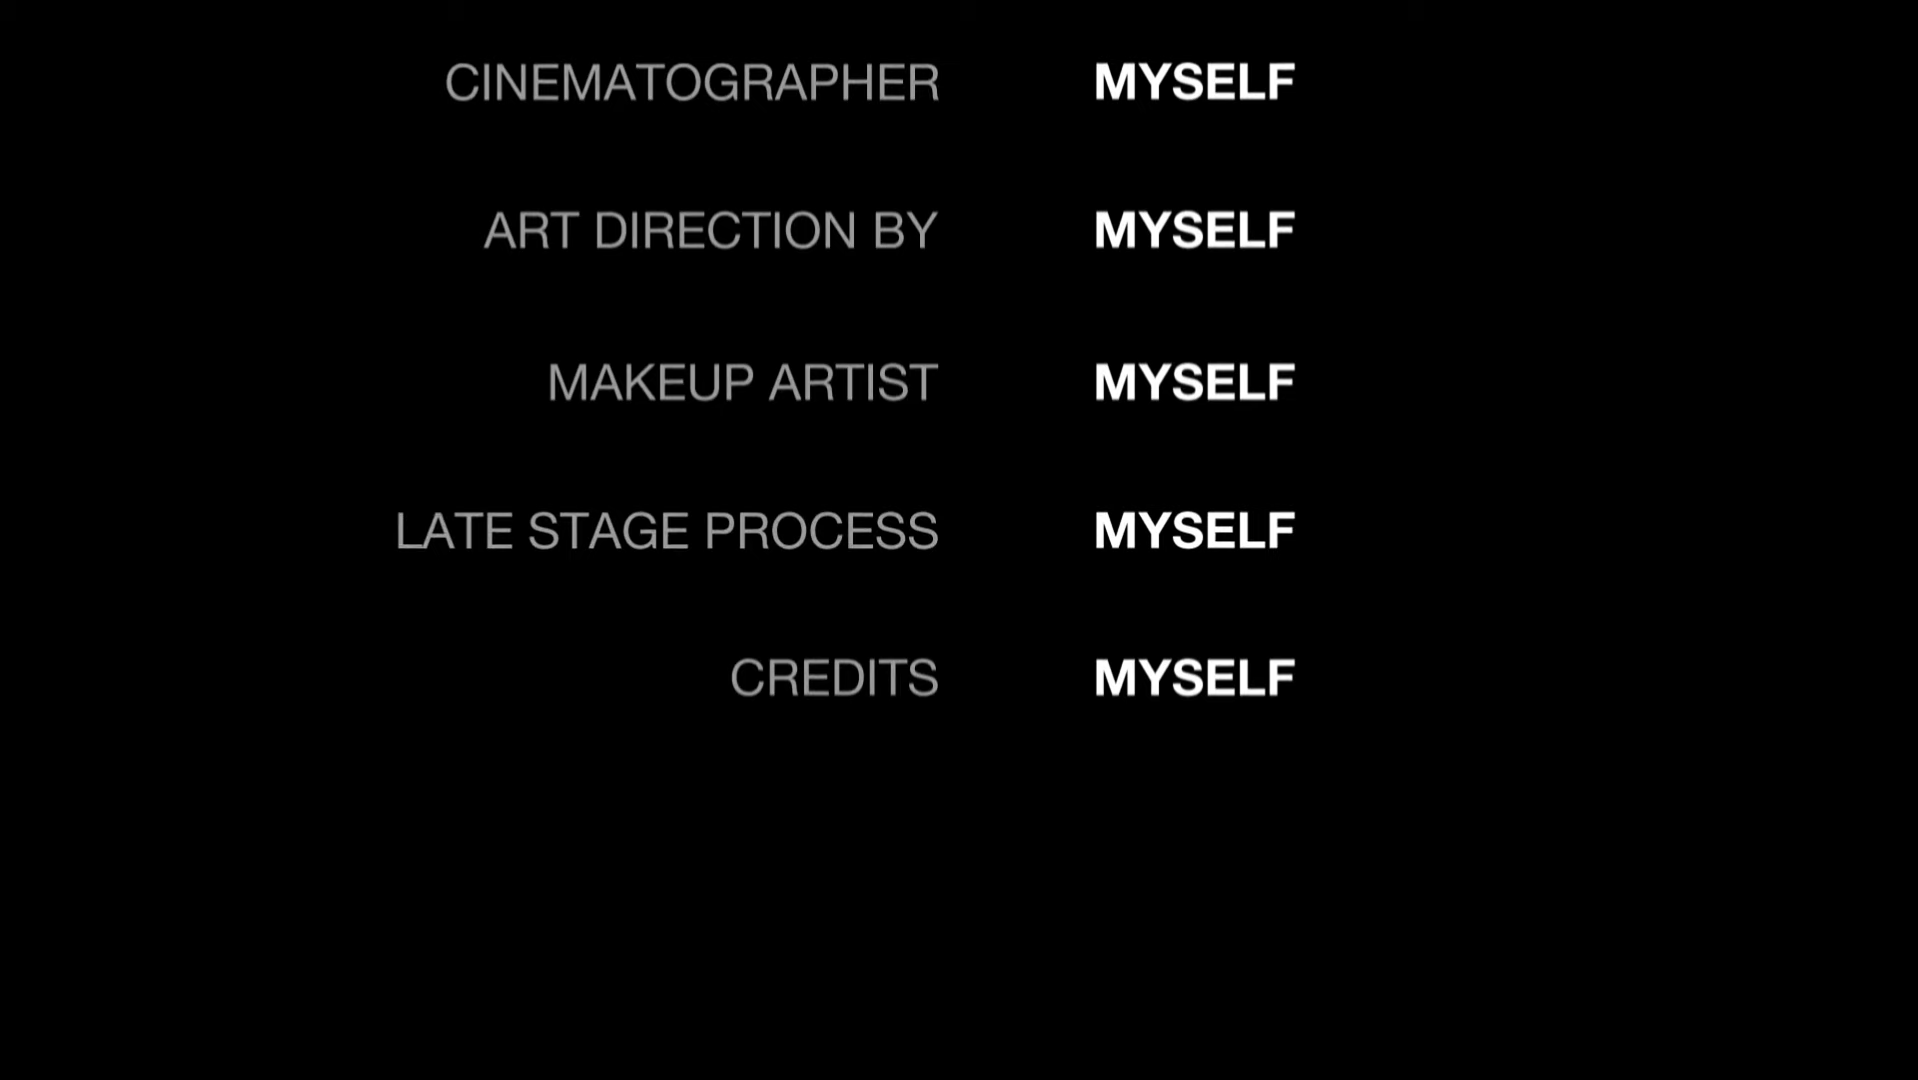 CINEMATOGRAPHER MYSELF
ART DIRECTION BY MYSELF
MAKEUP ARTIST MYSELF
LATE STAGE PROCESS MYSELF
CREDITS MYSELF